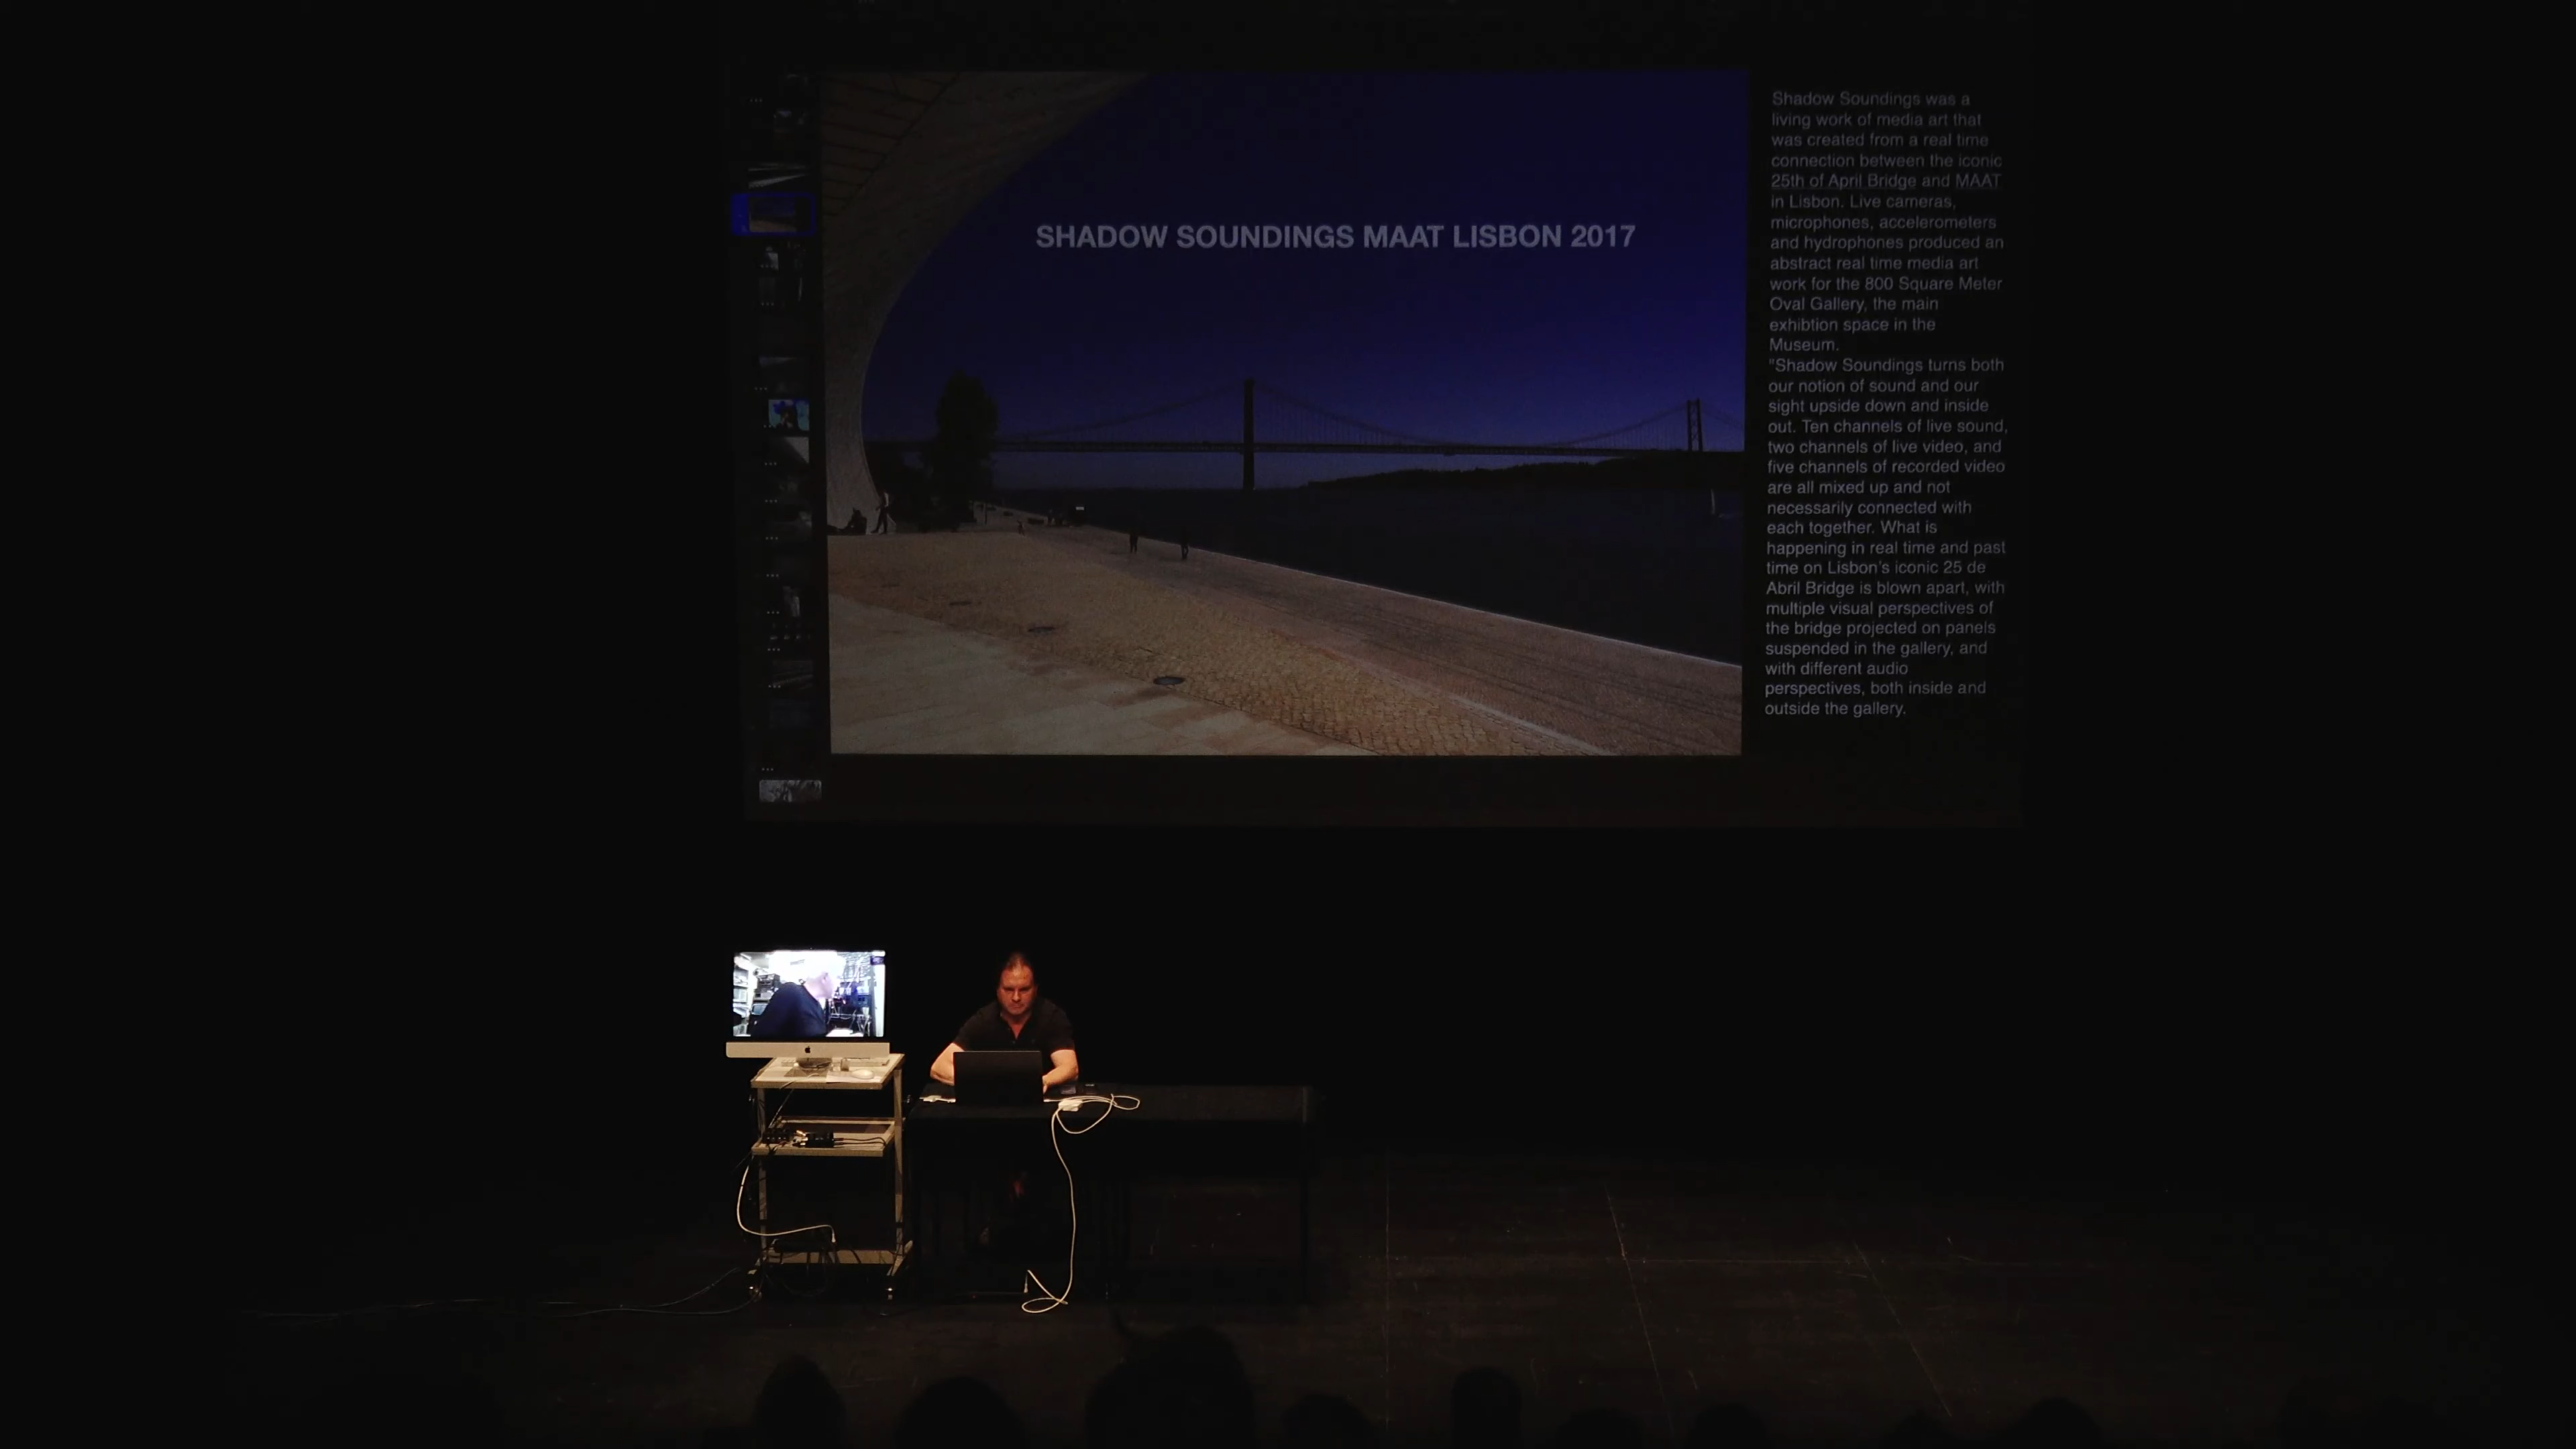 SHADOW SOUNDINGS MAAT LISBON 2017
Shadow Soundings was a
living work of media art that
was created from a real time
connection between the iconic
25th of April Bridge and MAAT
in Lisbon. Live cameras,
microphones, accelerometers
and hydrophones produced an
abstract real time media art
work for the 800 Square Meter
Oval Gallery, the main
exhibtion space in the
Museum.
"Shadow Soundings turns both
our notion of sound and our
sight upside down and inside
out. Ten channels of live sound,
two channels of live video, and
five channels of recorded video
are all mixed up and not
necessarily connected with
each together. What is
happening in real time and past
time on Lisbon's iconic 25 de
Abril Bridge is blown apart, with
multiple visual perspectives of
the bridge projected on panels
suspended in the gallery, and
with different audio
perspectives, both inside and
outside the gallery.